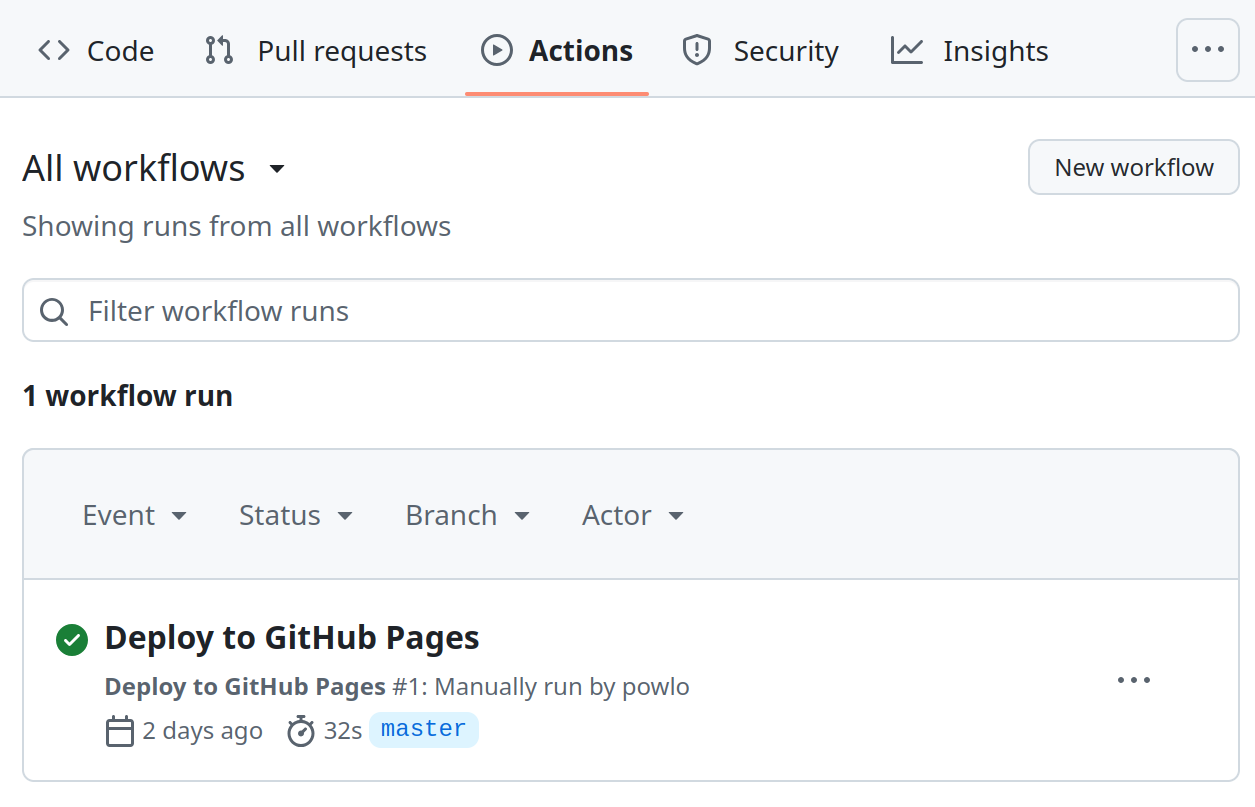 Code Pull requests Actions Security Insights
All workflows
New workflow
Showing runs from all workflows
Filter workflow runs
1 workflow run
Event Status Branch Actor
Deploy to GitHub Pages
Deploy to GitHub Pages #1: Manually run by powlo
2 days ago 32s master